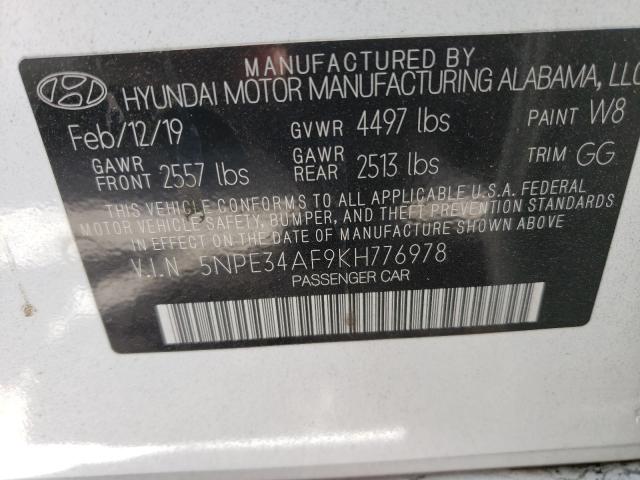 MANUFACTURED BY
HYUNDAI MOTOR MANUFACTURING ALABAMA, LLC
Feb/12/19 GVWR 4497 lbs PAINT W8
GAWR FRONT 2557 lbs GAWR REAR 2513 lbs TRIM GG
THIS VEHICLE CONFORMS TO ALL APPLICABLE U.S.A. FEDERAL
MOTOR VEHICLE SAFETY, BUMPER, AND THEFT PREVENTION STANDARDS
IN EFFECT ON THE DATE OF MANUFACTURE SHOWN ABOVE
V.I.N 5NPE34AF9KH776978
PASSENGER CAR